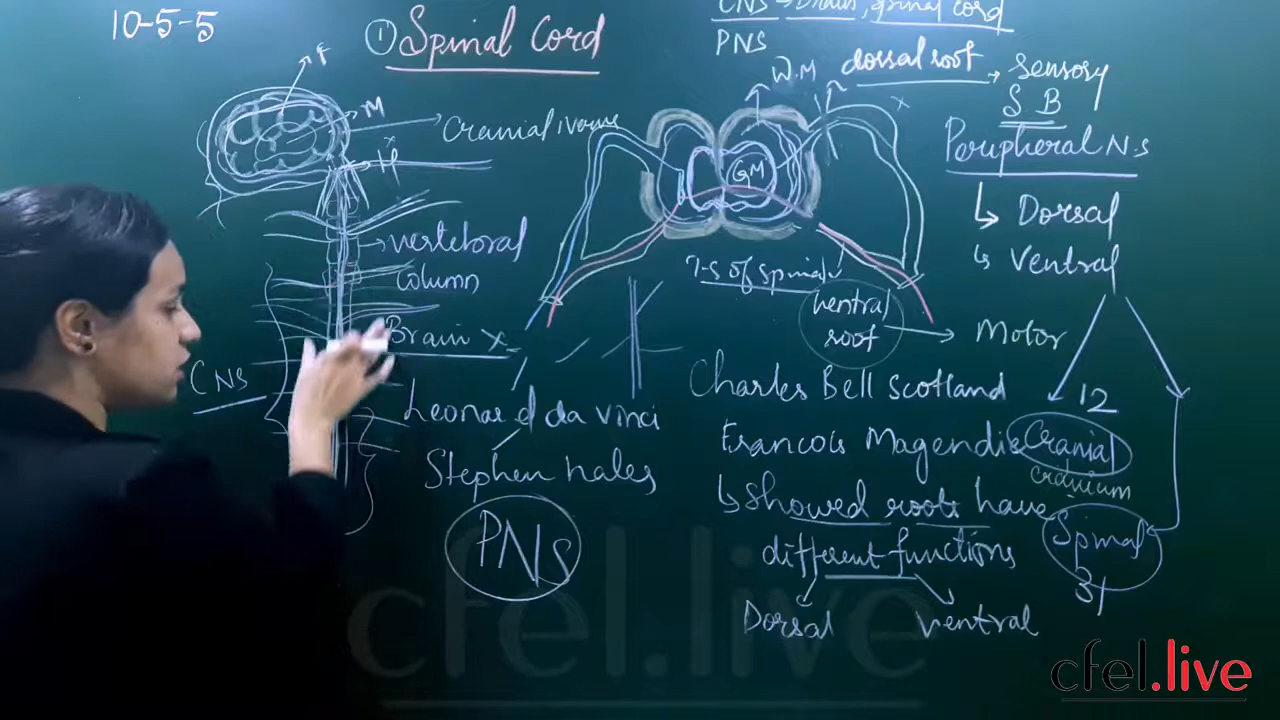 10-5-5
① Spinal Cord
CNS → Brain, spinal cord
PNS
F
M
H
Cranial
W.M
dorsal root → Sensory
S B
GM
Peripheral N.S
Dorsal
Ventral
vertebral
column
T-S of spinal
ventral
root → Motor
Brain x
CNS
Leonard da vinci
Stephen hales
PNS
Charles Bell Scotland
Francois Magendie
Showed roots have
different functions
Dorsal
ventral
12
Cranial
cranium
Spinal
31
cfel.live
cfel.live